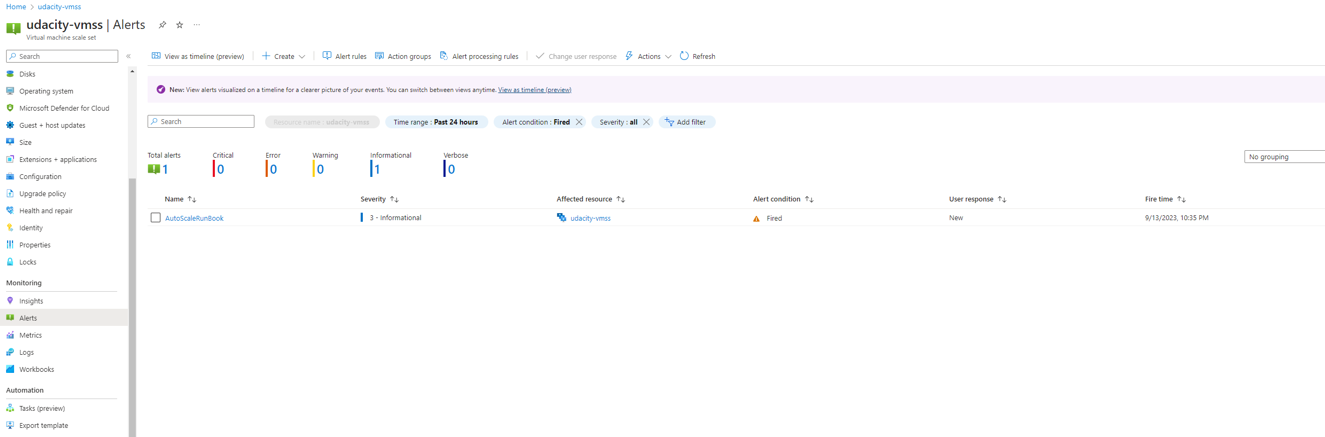 Home > udacity-vmss
udacity-vmss | Alerts ...
Virtual machine scale set
Search «
Disks
Operating system
Microsoft Defender for Cloud
Guest + host updates
Size
Extensions + applications
Configuration
Upgrade policy
Health and repair
Identity
Properties
Locks
Monitoring
Insights
Alerts
Metrics
Logs
Workbooks
Automation
Tasks (preview)
Export template
View as timeline (preview) Create Alert rules Action groups Alert processing rules Change user response Actions Refresh
New: View alerts visualized on a timeline for a clearer picture of your events. You can switch between views anytime. View as timeline (preview)
Search Resource name : udacity-vmss Time range : Past 24 hours Alert condition : Fired Severity : all Add filter
Total alerts Critical Error Warning Informational Verbose
1 0 0 0 1 0
No grouping
Name Severity Affected resource Alert condition User response Fire time
AutoScaleRunBook 3 - Informational udacity-vmss Fired New 9/13/2023, 10:35 PM